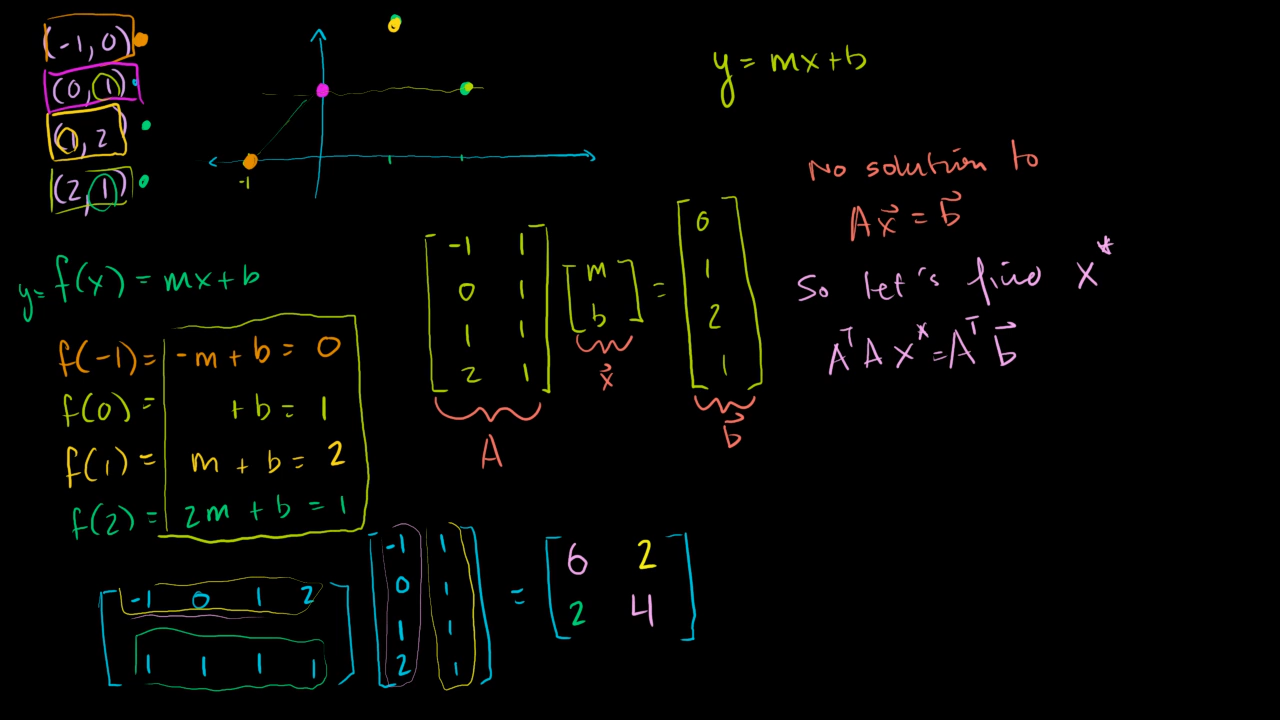 (-1, 0)
(0, 1)
(1, 2)
(2, 1)
-1
y = mx + b
No solution to
Ax⃗ = b⃗
So let's find x*
AᵀAx* = Aᵀb⃗
y = f(x) = mx + b
f(-1) = -m + b = 0
f(0) = +b = 1
f(1) = m + b = 2
f(2) = 2m + b = 1
-1 1
0 1
1 1
2 1
A
m
b
x⃗
=
0
1
2
1
b⃗
-1 0 1 2
1 1 1 1
-1 1
0 1
1 1
2 1
=
6 2
2 4